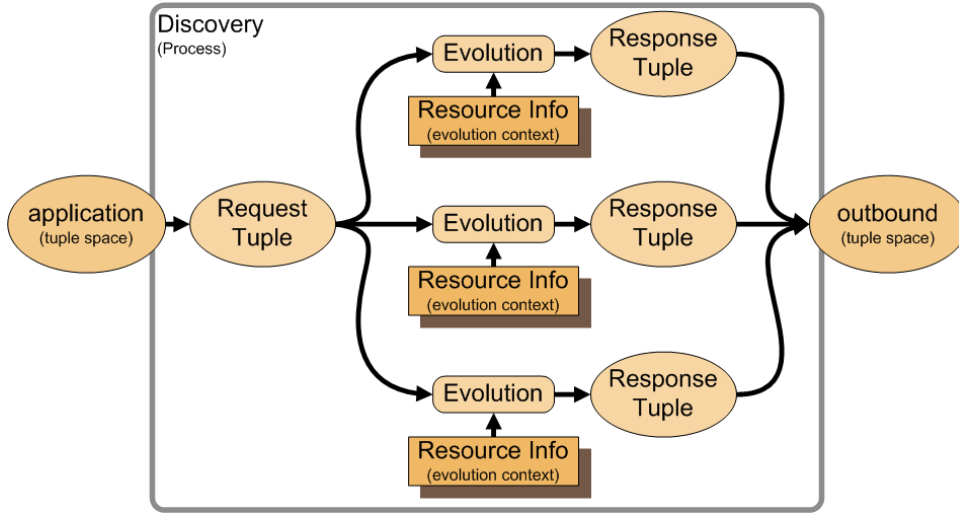 Discovery
(Process)
Evolution
Response
Tuple
Resource Info
(evolution context)
application
(tuple space)
Request
Tuple
Evolution
Response
Tuple
outbound
(tuple space)
Resource Info
(evolution context)
Evolution
Response
Tuple
Resource Info
(evolution context)